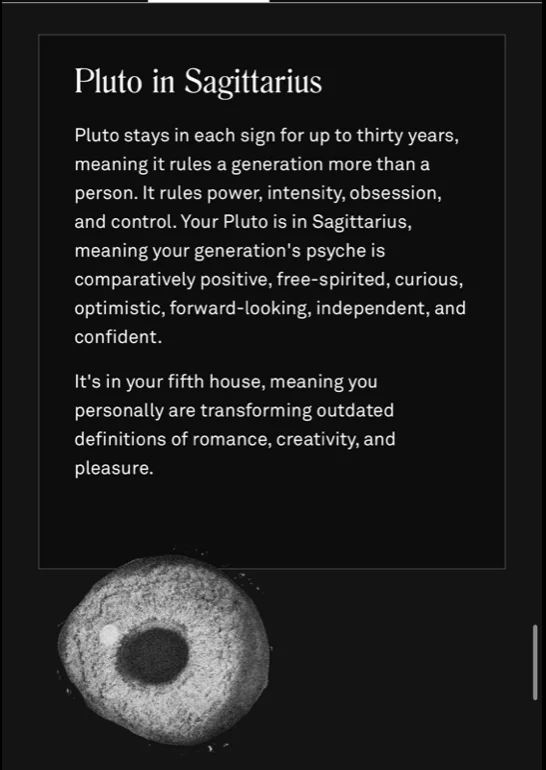 Pluto in Sagittarius
Pluto stays in each sign for up to thirty years,
meaning it rules a generation more than a
person. It rules power, intensity, obsession,
and control. Your Pluto is in Sagittarius,
meaning your generation's psyche is
comparatively positive, free-spirited, curious,
optimistic, forward-looking, independent, and
confident.
It's in your fifth house, meaning you
personally are transforming outdated
definitions of romance, creativity, and
pleasure.